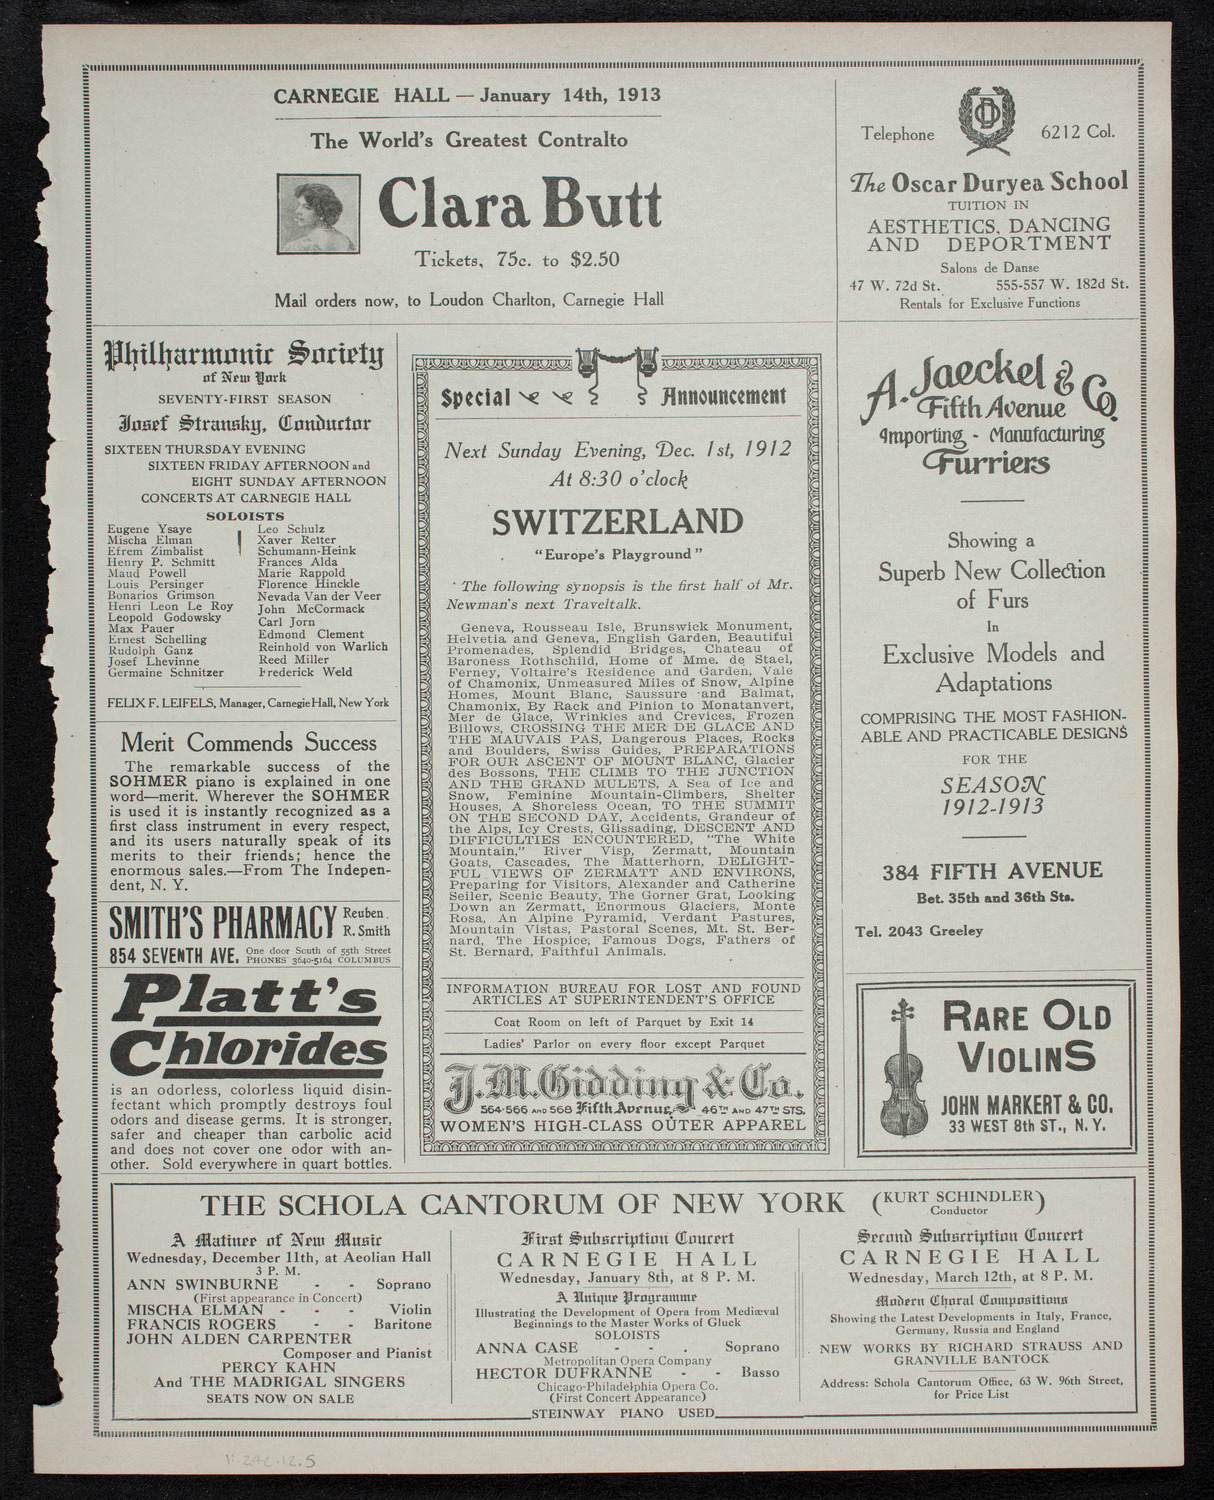 CARNEGIE HALL — January 14th, 1913
The World's Greatest Contralto
Clara Butt
Tickets, 75c. to $2.50
Mail orders now, to Loudon Charlton, Carnegie Hall
Telephone 6212 Col.
The Oscar Duryea School
TUITION IN
AESTHETICS, DANCING
AND DEPORTMENT
Salons de Danse
47 W. 72d St. 555-557 W. 182d St.
Rentals for Exclusive Functions
Philharmonic Society
of New York
SEVENTY-FIRST SEASON
Josef Stransky, Conductor
SIXTEEN THURSDAY EVENING
SIXTEEN FRIDAY AFTERNOON and
EIGHT SUNDAY AFTERNOON
CONCERTS AT CARNEGIE HALL
SOLOISTS
Eugene Ysaye
Mischa Elman
Efrem Zimbalist
Henry P. Schmitt
Maud Powell
Louis Persinger
Bonarios Grimson
Henri Leon Le Roy
Leopold Godowsky
Max Pauer
Ernest Schelling
Rudolph Ganz
Josef Lhevinne
Germaine Schnitzer
Leo Schulz
Xaver Reiter
Schumann-Heink
Frances Alda
Marie Rappold
Florence Hinckle
Nevada Van der Veer
John McCormack
Carl Jorn
Edmond Clement
Reinhold von Warlich
Reed Miller
Frederick Weld
FELIX F. LEIFELS, Manager, Carnegie Hall, New York
Merit Commends Success
The remarkable success of the
SOHMER piano is explained in one
word—merit. Wherever the SOHMER
is used it is instantly recognized as a
first class instrument in every respect,
and its users naturally speak of its
merits to their friends; hence the
enormous sales.—From The Indepen-
dent, N. Y.
SMITH'S PHARMACY Reuben
R. Smith
854 SEVENTH AVE. One door South of 55th Street
PHONES 3640-5164 COLUMBUS
Platt's
Chlorides
is an odorless, colorless liquid disin-
fectant which promptly destroys foul
odors and disease germs. It is stronger,
safer and cheaper than carbolic acid
and does not cover one odor with an-
other. Sold everywhere in quart bottles.
Special Announcement
Next Sunday Evening, Dec. 1st, 1912
At 8:30 o'clock
SWITZERLAND
"Europe's Playground"
The following synopsis is the first half of Mr.
Newman's next Traveltalk.
Geneva, Rousseau Isle, Brunswick Monument,
Helvetia and Geneva, English Garden, Beautiful
Promenades, Splendid Bridges, Chateau of
Baroness Rothschild, Home of Mme. de Stael,
Ferney, Voltaire's Residence and Garden, Vale
of Chamonix, Unmeasured Miles of Snow, Alpine
Homes, Mount Blanc, Saussure and Balmat,
Chamonix, By Rack and Pinion to Monatanvert,
Mer de Glace, Wrinkles and Crevices, Frozen
Billows, CROSSING THE MER DE GLACE AND
THE MAUVAIS PAS, Dangerous Places, Rocks
and Boulders, Swiss Guides, PREPARATIONS
FOR OUR ASCENT OF MOUNT BLANC, Glacier
des Bossons, THE CLIMB TO THE JUNCTION
AND THE GRAND MULETS, A Sea of Ice and
Snow, Feminine Mountain-Climbers, Shelter
Houses, A Shoreless Ocean, TO THE SUMMIT
ON THE SECOND DAY, Accidents, Grandeur of
the Alps, Icy Crests, Glissading, DESCENT AND
DIFFICULTIES ENCOUNTERED, "The White
Mountain," River Visp, Zermatt, Mountain
Goats, Cascades, The Matterhorn, DELIGHT-
FUL VIEWS OF ZERMATT AND ENVIRONS,
Preparing for Visitors, Alexander and Catherine
Seiler, Scenic Beauty, The Gorner Grat, Looking
Down an Zermatt, Enormous Glaciers, Monte
Rosa, An Alpine Pyramid, Verdant Pastures,
Mountain Vistas, Pastoral Scenes, Mt. St. Ber-
nard, The Hospice, Famous Dogs, Fathers of
St. Bernard, Faithful Animals.
INFORMATION BUREAU FOR LOST AND FOUND
ARTICLES AT SUPERINTENDENT'S OFFICE
Coat Room on left of Parquet by Exit 14
Ladies' Parlor on every floor except Parquet
J.M. Gidding & Co.
564-566 AND 568 Fifth Avenue, 46TH AND 47TH STS.
WOMEN'S HIGH-CLASS OUTER APPAREL
A. Jaeckel & Co.
Fifth Avenue
Importing - Manufacturing
Furriers
Showing a
Superb New Collection
of Furs
In
Exclusive Models and
Adaptations
COMPRISING THE MOST FASHION-
ABLE AND PRACTICABLE DESIGNS
FOR THE
SEASON
1912-1913
384 FIFTH AVENUE
Bet. 35th and 36th Sts.
Tel. 2043 Greeley
RARE OLD
VIOLINS
JOHN MARKERT & CO.
33 WEST 8th ST., N. Y.
THE SCHOLA CANTORUM OF NEW YORK (KURT SCHINDLER)
Conductor
A Matinee of New Music
Wednesday, December 11th, at Aeolian Hall
3 P. M.
ANN SWINBURNE - - Soprano
(First appearance in Concert)
MISCHA ELMAN - - - Violin
FRANCIS ROGERS - - Baritone
JOHN ALDEN CARPENTER
Composer and Pianist
PERCY KAHN
And THE MADRIGAL SINGERS
SEATS NOW ON SALE
First Subscription Concert
CARNEGIE HALL
Wednesday, January 8th, at 8 P. M.
A Unique Programme
Illustrating the Development of Opera from Mediæval
Beginnings to the Master Works of Gluck
SOLOISTS
ANNA CASE - - - Soprano
Metropolitan Opera Company
HECTOR DUFRANNE - - Basso
Chicago-Philadelphia Opera Co.
(First Concert Appearance)
STEINWAY PIANO USED
Second Subscription Concert
CARNEGIE HALL
Wednesday, March 12th, at 8 P. M.
Modern Choral Compositions
Showing the Latest Developments in Italy, France,
Germany, Russia and England
NEW WORKS BY RICHARD STRAUSS AND
GRANVILLE BANTOCK
Address: Schola Cantorum Office, 63 W. 96th Street,
for Price List